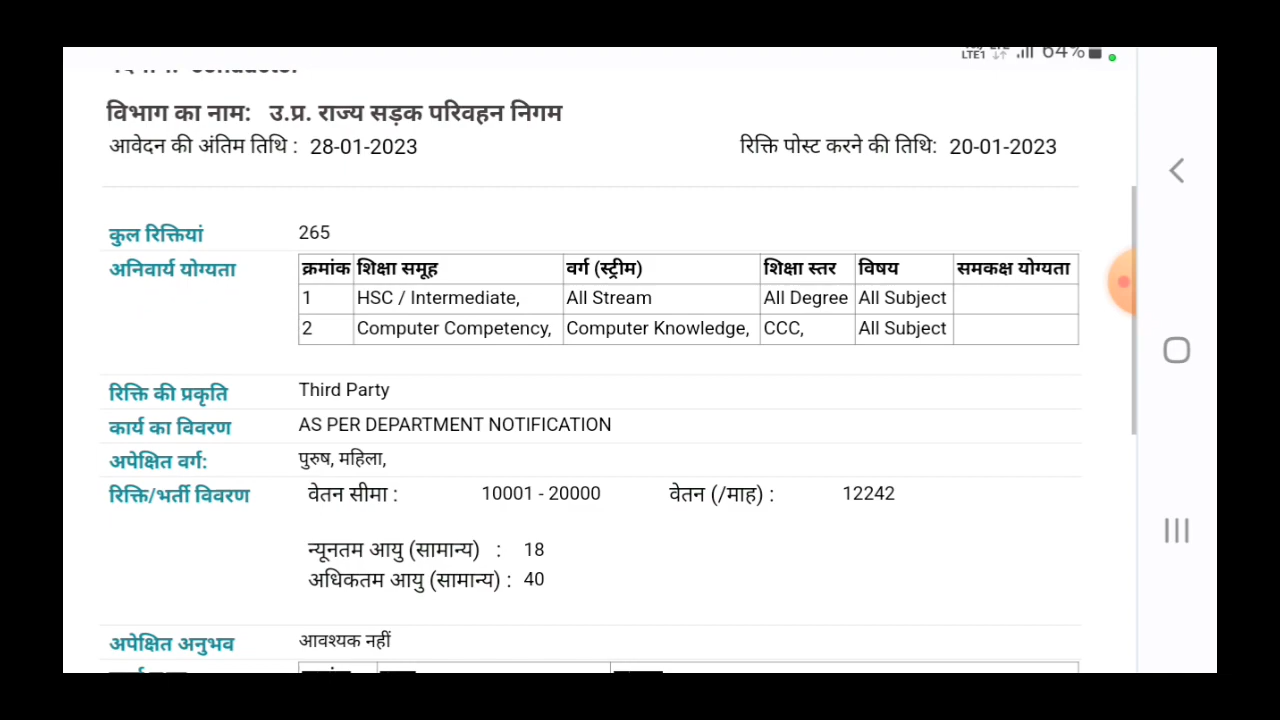 LTE1 64%
विभाग का नाम: उ.प्र. राज्य सड़क परिवहन निगम
आवेदन की अंतिम तिथि : 28-01-2023 रिक्ति पोस्ट करने की तिथि: 20-01-2023
कुल रिक्तियां 265
अनिवार्य योग्यता क्रमांक शिक्षा समूह वर्ग (स्ट्रीम) शिक्षा स्तर विषय समकक्ष योग्यता
1 HSC / Intermediate, All Stream All Degree All Subject
2 Computer Competency, Computer Knowledge, CCC, All Subject
रिक्ति की प्रकृति Third Party
कार्य का विवरण AS PER DEPARTMENT NOTIFICATION
अपेक्षित वर्ग: पुरुष, महिला,
रिक्ति/भर्ती विवरण वेतन सीमा : 10001 - 20000 वेतन (/माह) : 12242
न्यूनतम आयु (सामान्य) : 18
अधिकतम आयु (सामान्य) : 40
अपेक्षित अनुभव आवश्यक नहीं